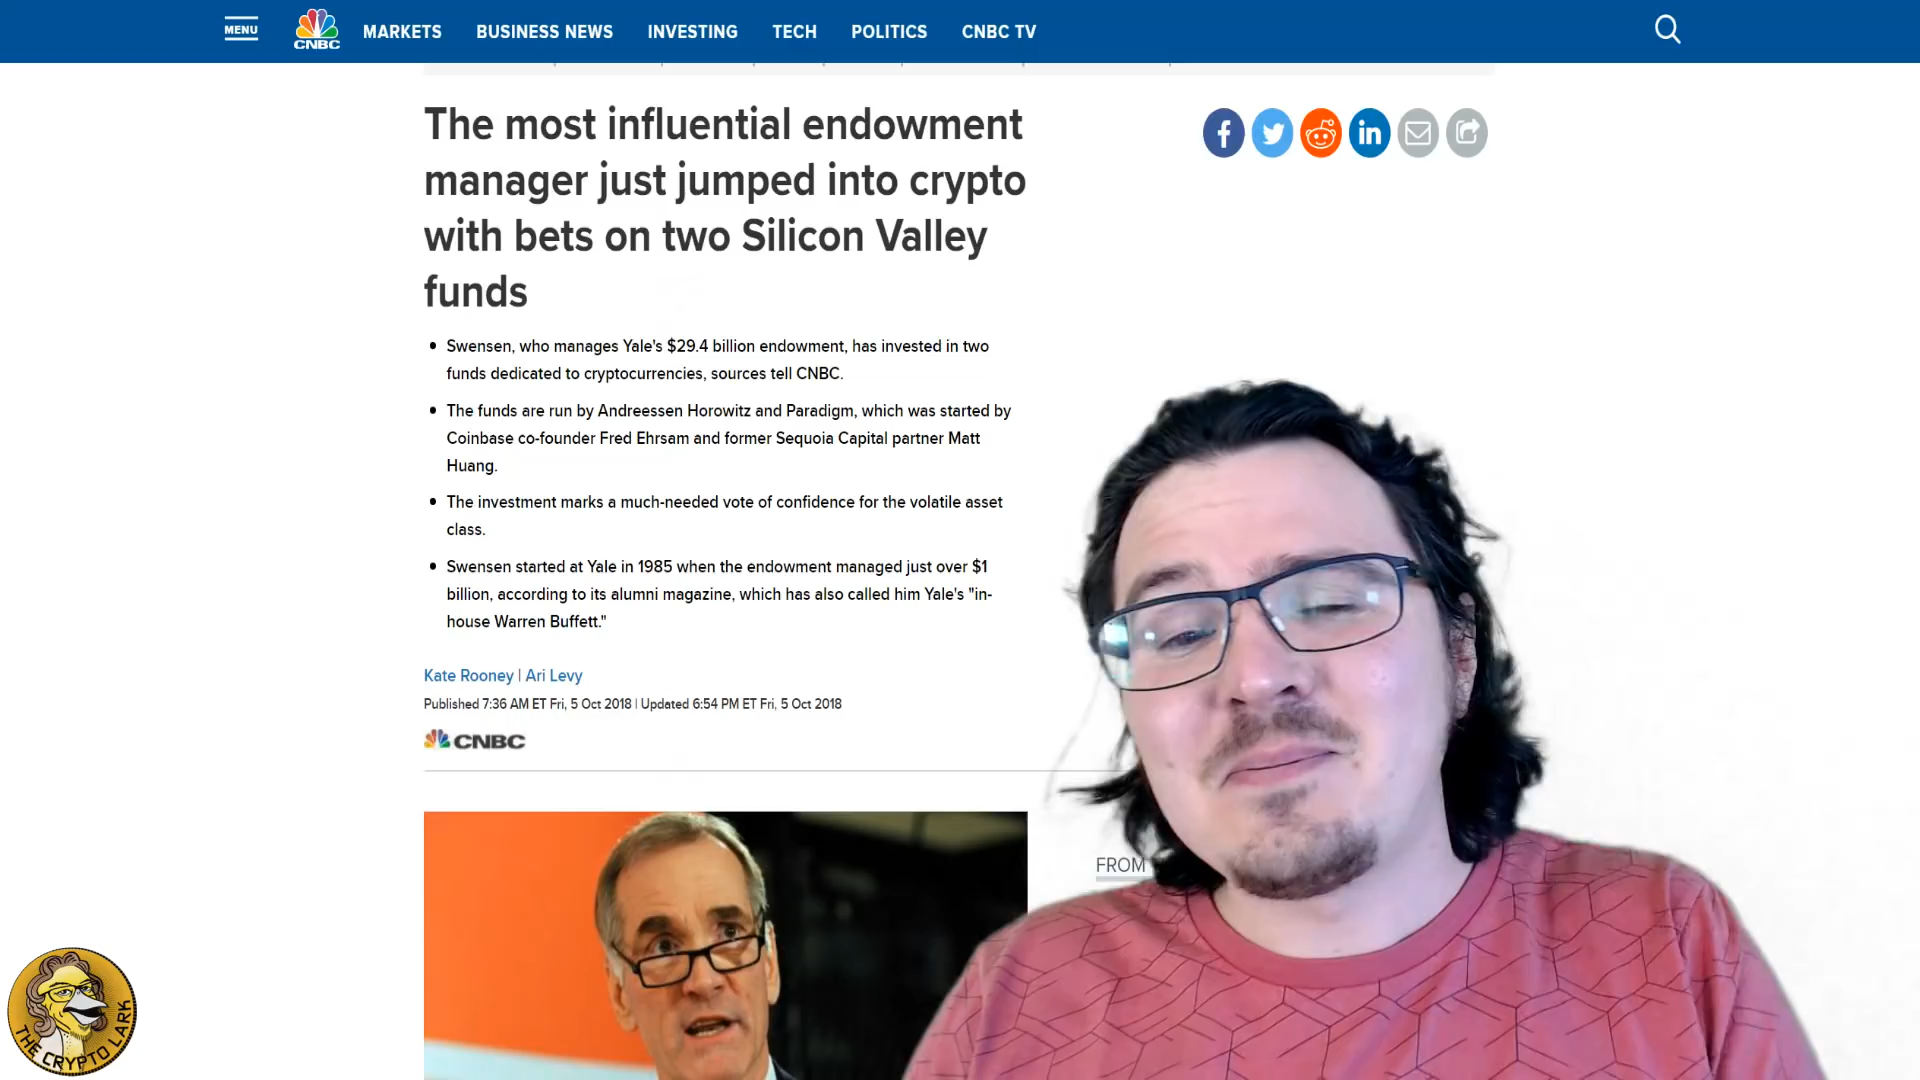 MENU
CNBC
MARKETS
BUSINESS NEWS
INVESTING
TECH
POLITICS
CNBC TV
The most influential endowment
manager just jumped into crypto
with bets on two Silicon Valley
funds
Swensen, who manages Yale's $29.4 billion endowment, has invested in two
funds dedicated to cryptocurrencies, sources tell CNBC.
The funds are run by Andreessen Horowitz and Paradigm, which was started by
Coinbase co-founder Fred Ehrsam and former Sequoia Capital partner Matt
Huang.
The investment marks a much-needed vote of confidence for the volatile asset
class.
Swensen started at Yale in 1985 when the endowment managed just over $1
billion, according to its alumni magazine, which has also called him Yale's "in-
house Warren Buffett."
Kate Rooney | Ari Levy
Published 7:36 AM ET Fri, 5 Oct 2018 | Updated 6:54 PM ET Fri, 5 Oct 2018
CNBC
FROM
THE CRYPTO LARK